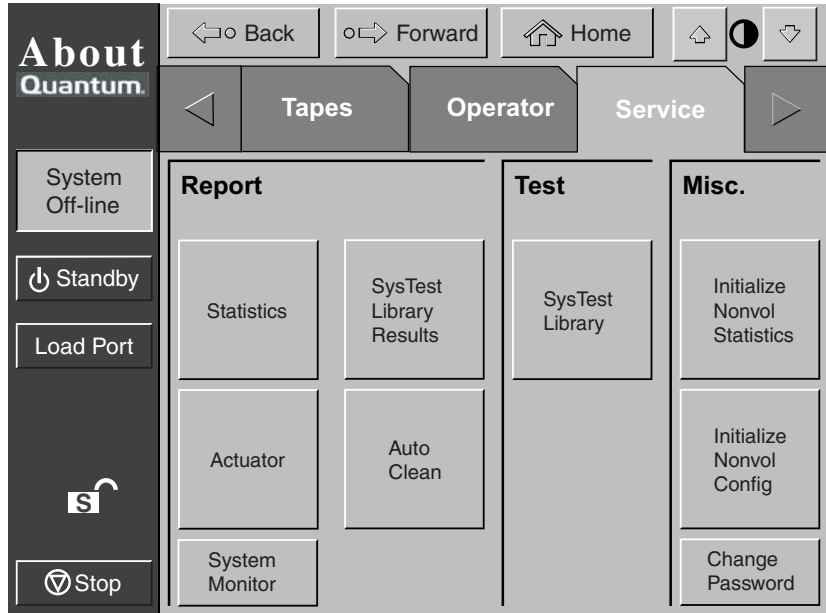 About
Quantum.
Back
Forward
Home
Tapes
Operator
Service
System
Off-line
Standby
Load Port
S
Stop
Report
Statistics
SysTest
Library
Results
Actuator
Auto
Clean
System
Monitor
Test
SysTest
Library
Misc.
Initialize
Nonvol
Statistics
Initialize
Nonvol
Config
Change
Password